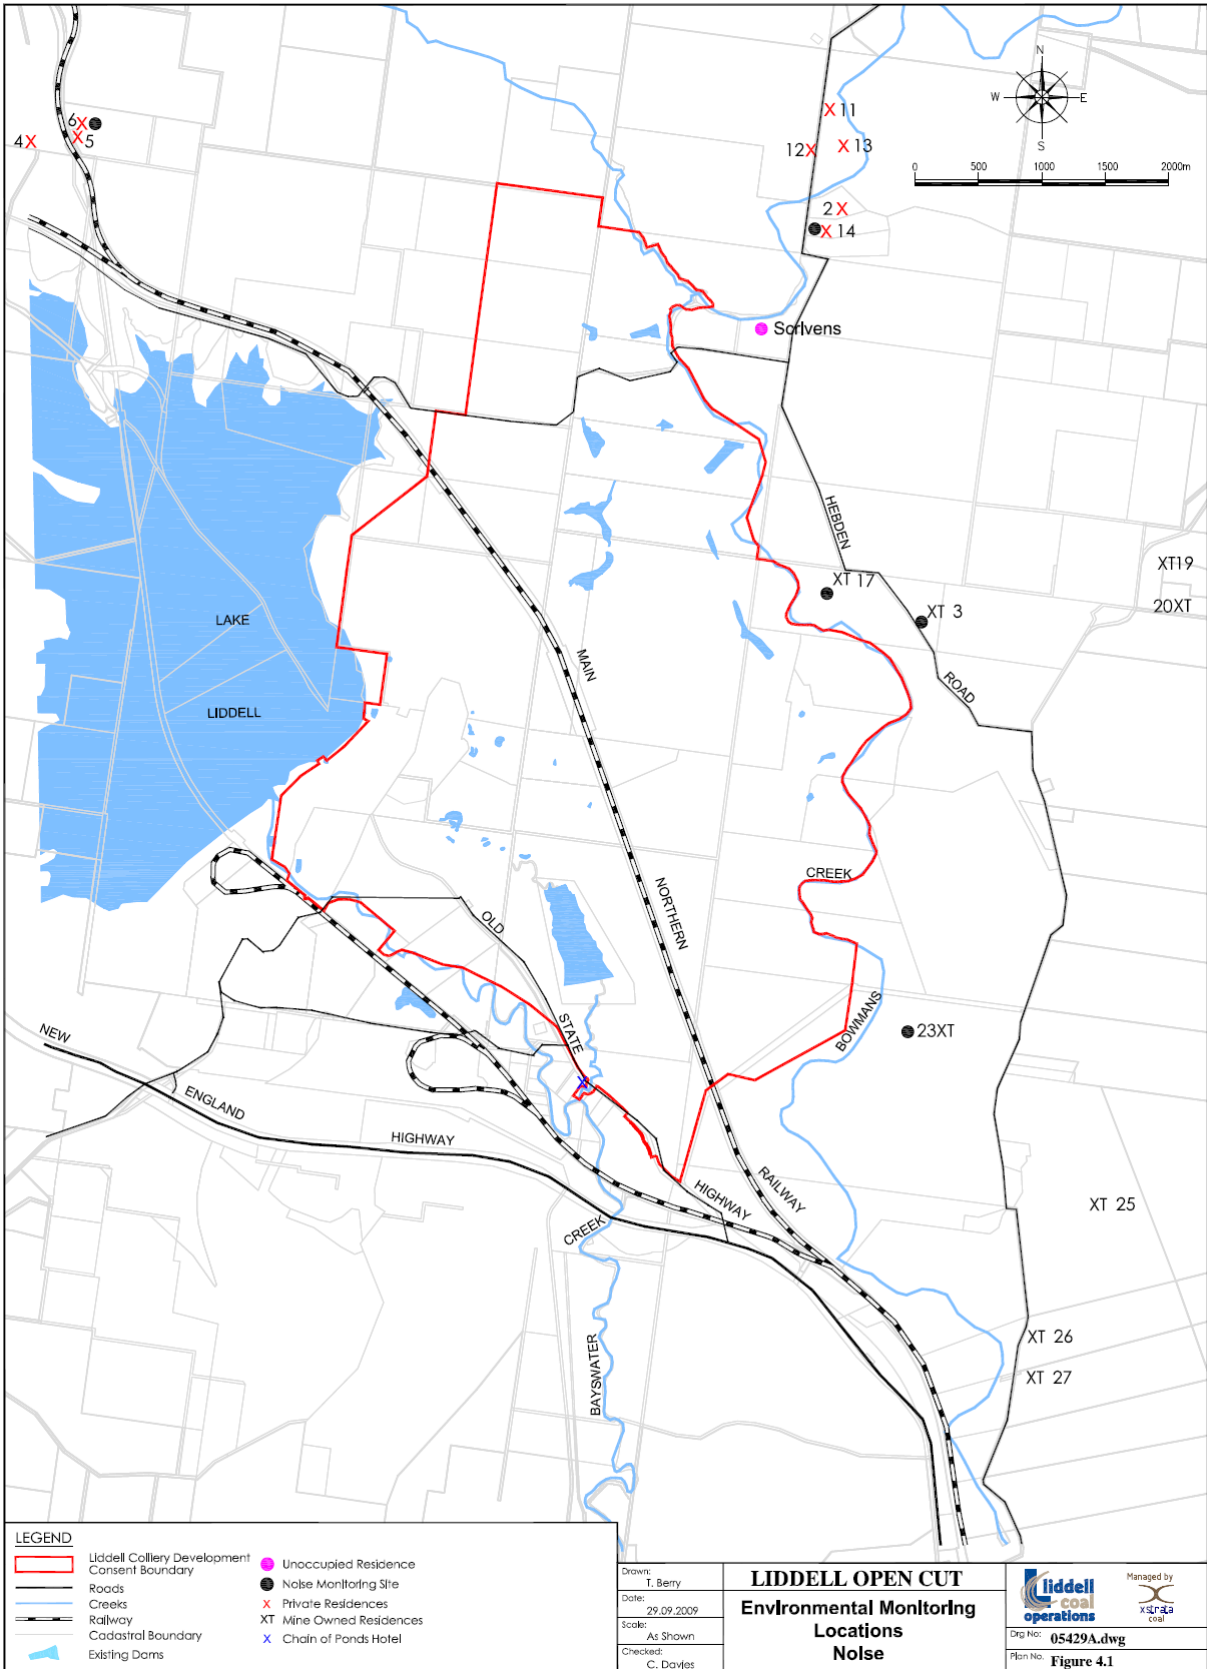 N
W E
S
0 500 1000 1500 2000m
11
12 13
2
14
6
4 5
Scrivens
HEBDEN
XT19
XT 17
20XT
XT 3
LAKE
MAIN
ROAD
LIDDELL
CREEK
NORTHERN
OLD
STATE
BOWMANS
NEW
23XT
ENGLAND
HIGHWAY
RAILWAY
HIGHWAY
XT 25
CREEK
XT 26
BAYSWATER
XT 27
LEGEND
Liddell Colliery Development
Consent Boundary
Roads
Creeks
Railway
Cadastral Boundary
Existing Dams
Unoccupied Residence
Noise Monitoring Site
X Private Residences
XT Mine Owned Residences
X Chain of Ponds Hotel
Drawn:
T. Berry
Date:
29.09.2009
Scale:
As Shown
Checked:
C. Davies
LIDDELL OPEN CUT
Environmental Monitoring
Locations
Noise
liddell
coal
operations
Managed by
xstrata
coal
Drg No: 05429A.dwg
Plan No. Figure 4.1